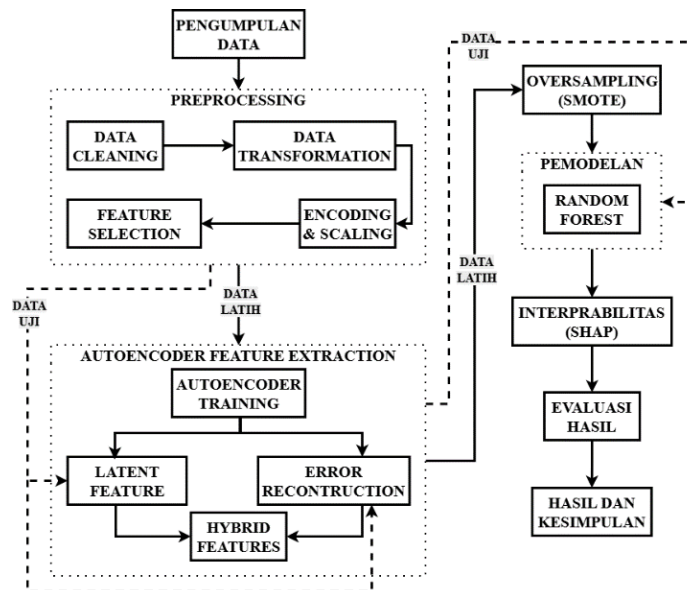 PENGUMPULAN
DATA
PREPROCESSING
DATA
CLEANING
DATA
TRANSFORMATION
FEATURE
SELECTION
ENCODING
& SCALING
DATA
UJI
DATA
LATIH
AUTOENCODER FEATURE EXTRACTION
AUTOENCODER
TRAINING
LATENT
FEATURE
ERROR
RECONTRUCTION
HYBRID
FEATURES
DATA
UJI
DATA
LATIH
OVERSAMPLING
(SMOTE)
PEMODELAN
RANDOM
FOREST
INTERPRABILITAS
(SHAP)
EVALUASI
HASIL
HASIL DAN
KESIMPULAN